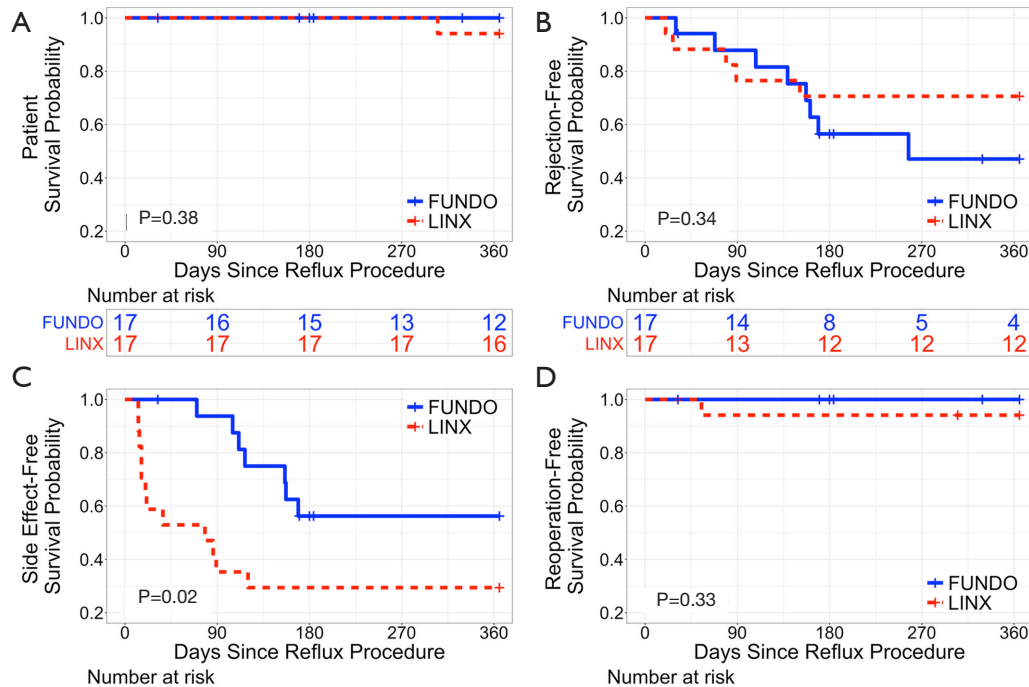 A
Patient
Survival Probability
1.0
0.8
0.6
0.4
0.2
P=0.38
FUNDO
LINX
0 90 180 270 360
Days Since Reflux Procedure
Number at risk
FUNDO 17 16 15 13 12
LINX 17 17 17 17 16
B
Rejection-Free
Survival Probability
1.0
0.8
0.6
0.4
0.2
P=0.34
FUNDO
LINX
0 90 180 270 360
Days Since Reflux Procedure
Number at risk
FUNDO 17 14 8 5 4
LINX 17 13 12 12 12
C
Side Effect-Free
Survival Probability
1.0
0.8
0.6
0.4
0.2
FUNDO
LINX
P=0.02
0 90 180 270 360
Days Since Reflux Procedure
Number at risk
D
Reoperation-Free
Survival Probability
1.0
0.8
0.6
0.4
0.2
P=0.33
FUNDO
LINX
0 90 180 270 360
Days Since Reflux Procedure
Number at risk